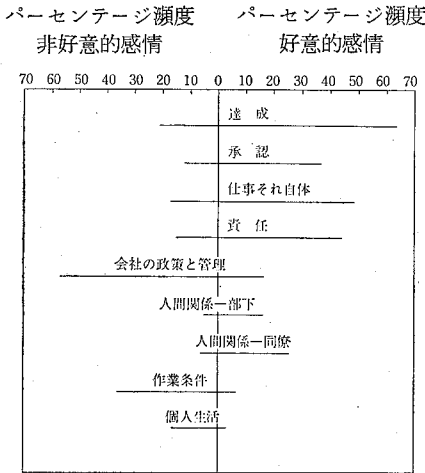 パーセンテージ瀕度 パーセンテージ瀕度
非好意的感情 好意的感情
70 60 50 40 30 20 10 0 10 20 30 40 50 60 70
達成
承認
仕事それ自体
責任
会社の政策と管理
人間関係—部下
人間関係—同僚
作業条件
個人生活